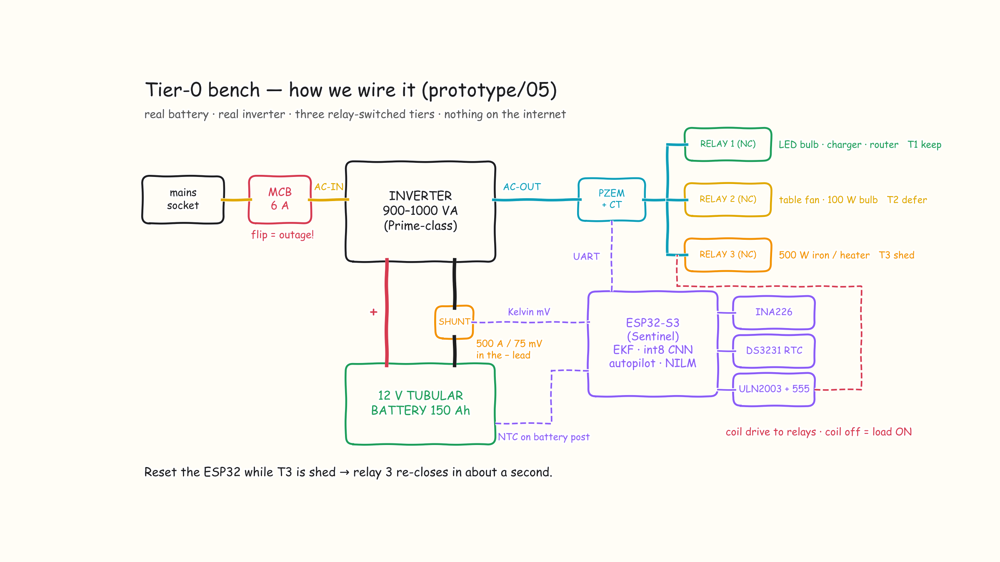 Tier-0 bench — how we wire it (prototype/05)
real battery · real inverter · three relay-switched tiers · nothing on the internet
RELAY 1 (NC)
LED bulb · charger · router T1 keep
mains
socket
MCB
6 A
flip = outage!
AC-IN
INVERTER
900–1000 VA
(Prime-class)
AC-OUT
PZEM
+ CT
RELAY 2 (NC)
table fan · 100 W bulb T2 defer
RELAY 3 (NC)
500 W iron / heater T3 shed
UART
+
SHUNT
Kelvin mV
500 A / 75 mV
in the – lead
ESP32-S3
(Sentinel)
EKF · int8 CNN
autopilot · NILM
INA226
DS3231 RTC
ULN2003 + 555
12 V TUBULAR
BATTERY 150 Ah
NTC on battery post
coil drive to relays · coil off = load ON
Reset the ESP32 while T3 is shed → relay 3 re-closes in about a second.